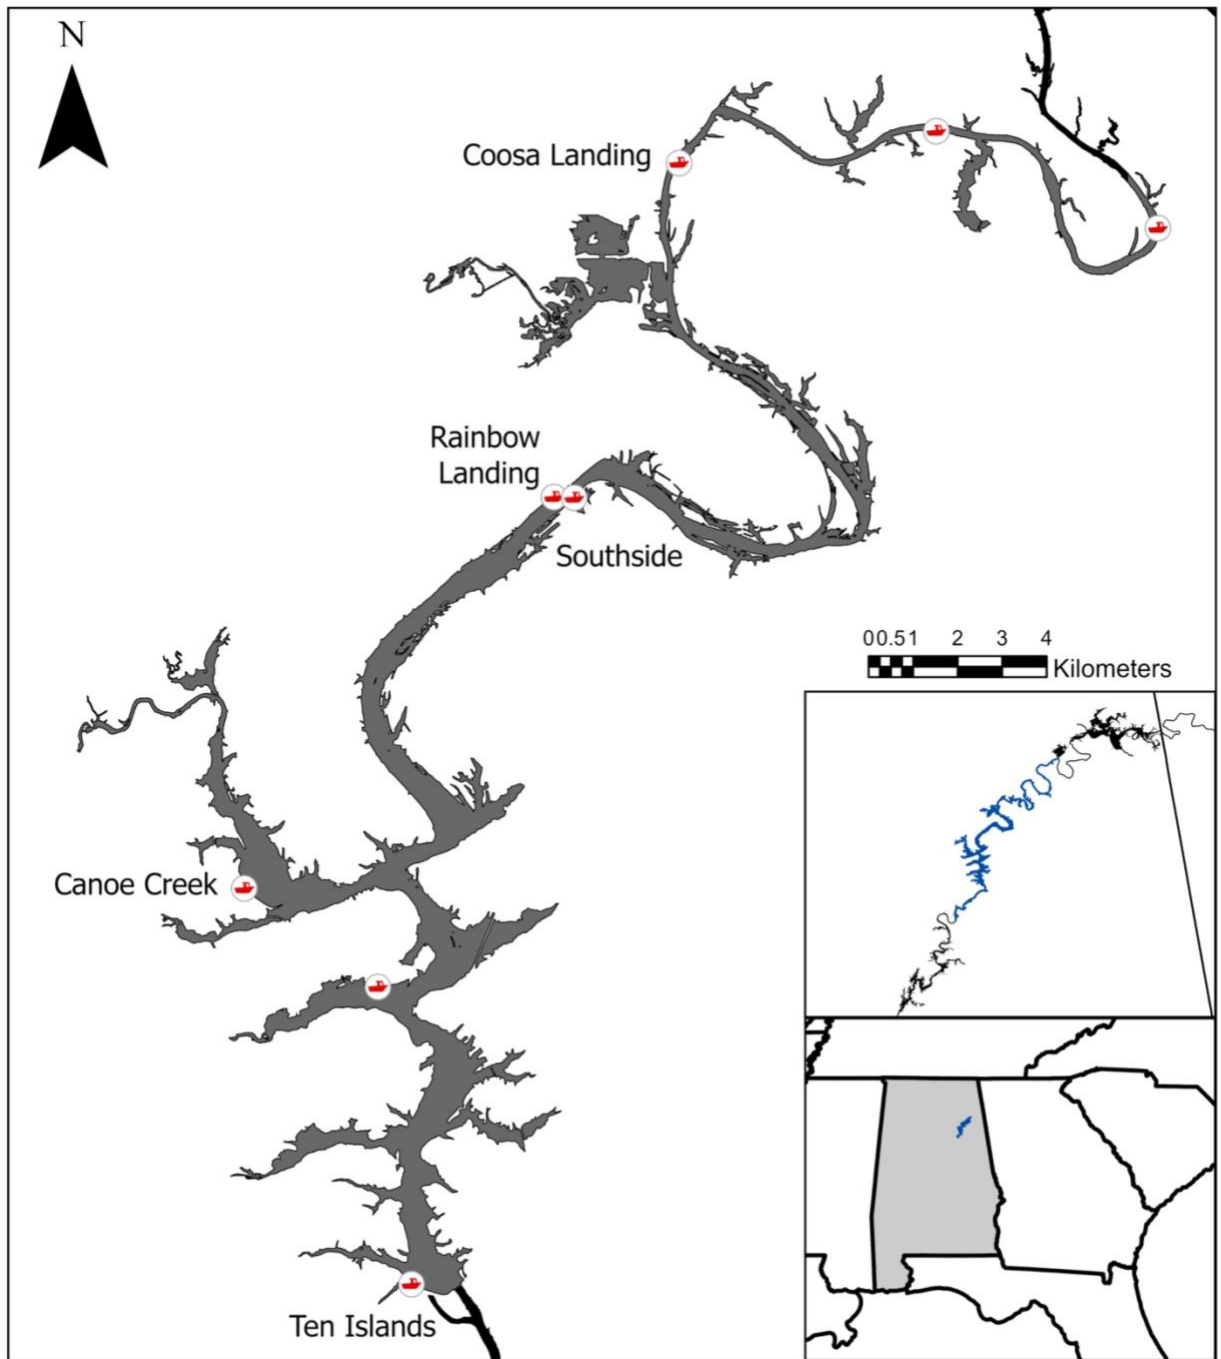 N
Coosa Landing
Rainbow
Landing
Southside
00.51 2 3 4
Kilometers
Canoe Creek
Ten Islands